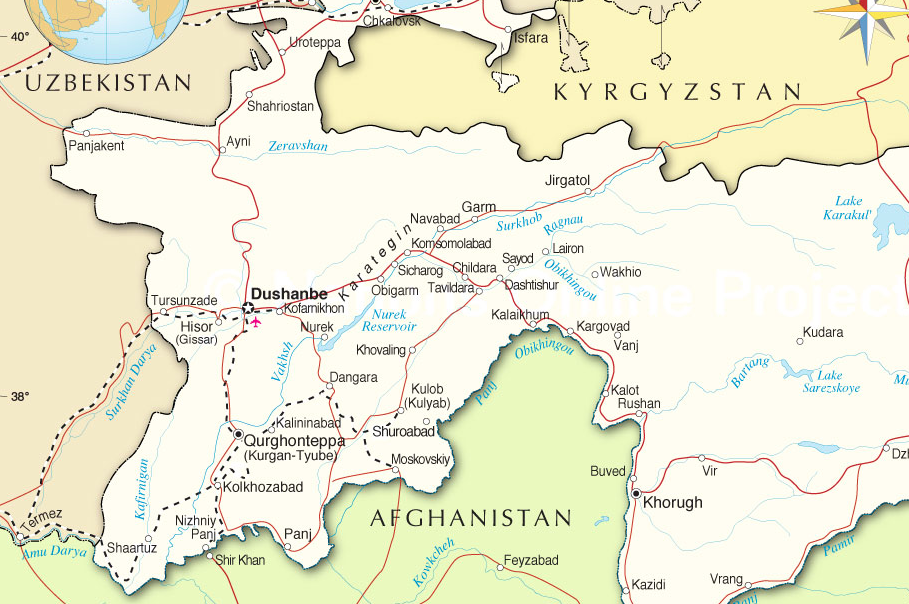 Chkalovsk
40°
Uroteppa
Isfara
UZBEKISTAN
KYRGYZSTAN
Shahriostan
Panjakent
Ayni
Zeravshan
Jirgatol
Lake
Karakul'
Garm
Navabad
Surkhob
Ragnau
Karategin
Komsomolabad
Sayod
Lairon
Sicharog
Childara
Obikhingou
Wakhio
Obigarm
Tavildara
Dashtishur
Tursunzade
Dushanbe
Kofarnikhon
Hisor
(Gissar)
Nurek
Nurek
Reservoir
Kalaikhum
Kargovad
Vanj
Kudara
Khovaling
Obikhingou
Surkhan Darya
Vakhsh
Dangara
Panj
Bartang
Lake
Sarezskoye
Mu
38°
Kulob
(Kulyab)
Kalot
Rushan
Kalininabad
Shuroabad
Qurghonteppa
(Kurgan-Tyube)
Moskovskiy
Buved
Vir
Dzh
Kafirnigan
Kolkhozabad
Khorugh
AFGHANISTAN
Termez
Nizhniy
Panj
Panj
Amu Darya
Shaartuz
Shir Khan
Kowkcheh
Feyzabad
Pamir
Kazidi
Vrang
Panj